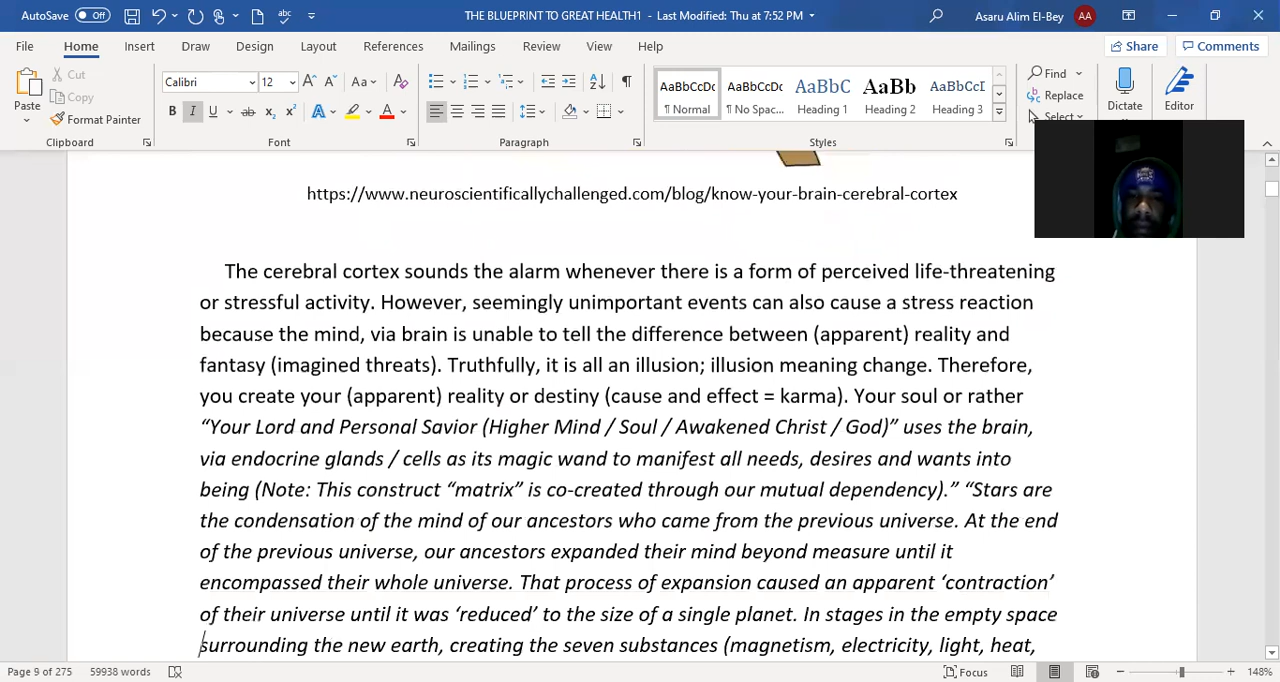 AutoSave Off
THE BLUEPRINT TO GREAT HEALTH1 - Last Modified: Thu at 7:52 PM
Asaru Alim El-Bey AA
File Home Insert Draw Design Layout References Mailings Review View Help
Share Comments
Paste
Cut
Copy
Format Painter
Clipboard
Calibri 12
Font
Paragraph
AaBbCcDc AaBbCcDc AaBbC AaBb AaBbCcI
¶ Normal ¶ No Spac... Heading 1 Heading 2 Heading 3
Styles
Find
Replace
Select
Dictate
Editor
https://www.neuroscientificallychallenged.com/blog/know-your-brain-cerebral-cortex
The cerebral cortex sounds the alarm whenever there is a form of perceived life-threatening
or stressful activity. However, seemingly unimportant events can also cause a stress reaction
because the mind, via brain is unable to tell the difference between (apparent) reality and
fantasy (imagined threats). Truthfully, it is all an illusion; illusion meaning change. Therefore,
you create your (apparent) reality or destiny (cause and effect = karma). Your soul or rather
“Your Lord and Personal Savior (Higher Mind / Soul / Awakened Christ / God)” uses the brain,
via endocrine glands / cells as its magic wand to manifest all needs, desires and wants into
being (Note: This construct “matrix” is co-created through our mutual dependency).” “Stars are
the condensation of the mind of our ancestors who came from the previous universe. At the end
of the previous universe, our ancestors expanded their mind beyond measure until it
encompassed their whole universe. That process of expansion caused an apparent ‘contraction’
of their universe until it was ‘reduced’ to the size of a single planet. In stages in the empty space
surrounding the new earth, creating the seven substances (magnetism, electricity, light, heat,
Page 9 of 275 59938 words
Focus
148%